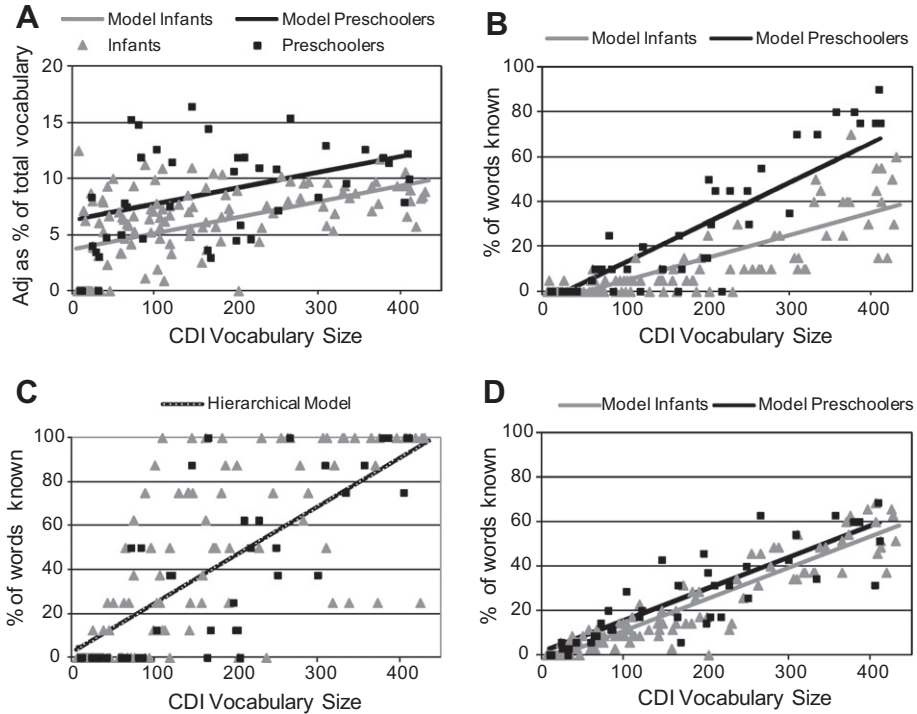 A
Model Infants Model Preschoolers
Infants Preschoolers
Adj as % of total vocabulary
20
15
10
5
0
0 100 200 300 400
CDI Vocabulary Size
B
Model Infants Model Preschoolers
% of words known
100
80
60
40
20
0
0 100 200 300 400
CDI Vocabulary Size
C
Hierarchical Model
% of words known
100
80
60
40
20
0
0 100 200 300 400
CDI Vocabulary Size
D
Model Infants Model Preschoolers
% of words known
100
80
60
40
20
0
0 100 200 300 400
CDI Vocabulary Size